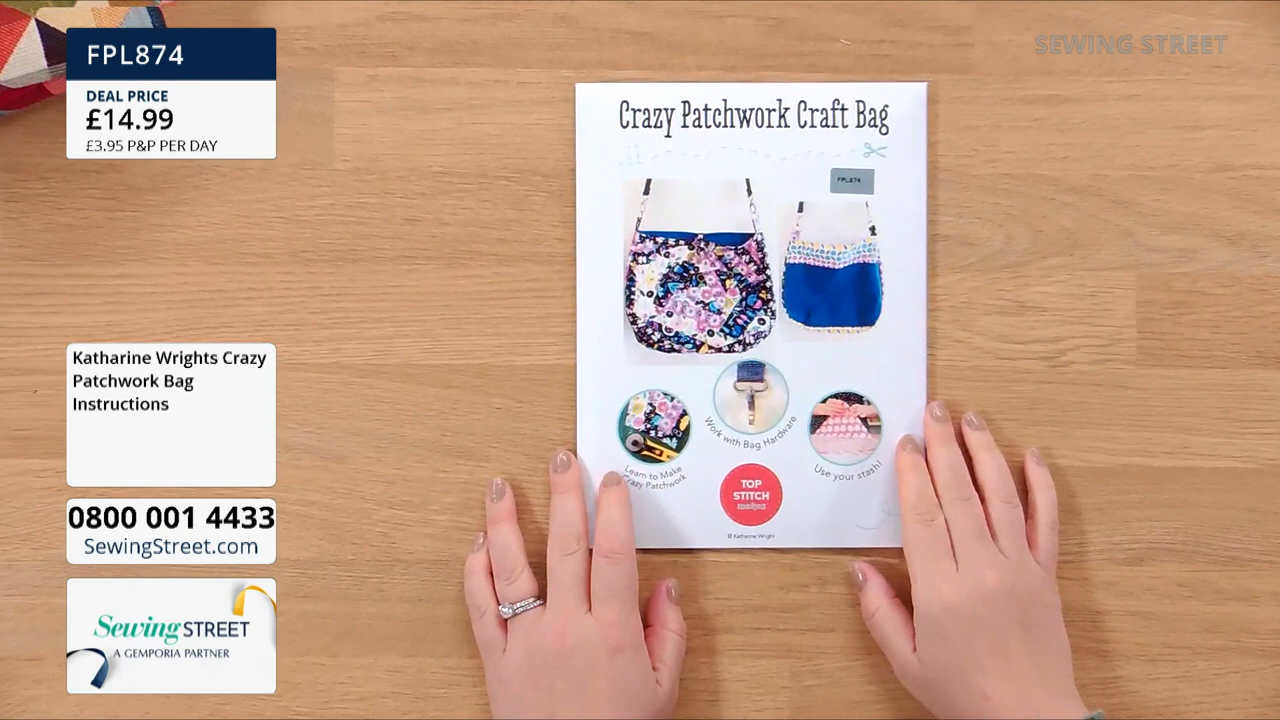 FPL874
DEAL PRICE
£14.99
£3.95 P&P PER DAY
Katharine Wrights Crazy
Patchwork Bag
Instructions
0800 001 4433
SewingStreet.com
Sewing STREET
A GEMPORIA PARTNER
SEWING STREET
Crazy Patchwork Craft Bag
FPL874
Work with Bag Hardware
Learn to Make
Crazy Patchwork
Use your stash!
TOP
STITCH
makes
© Katharine Wright